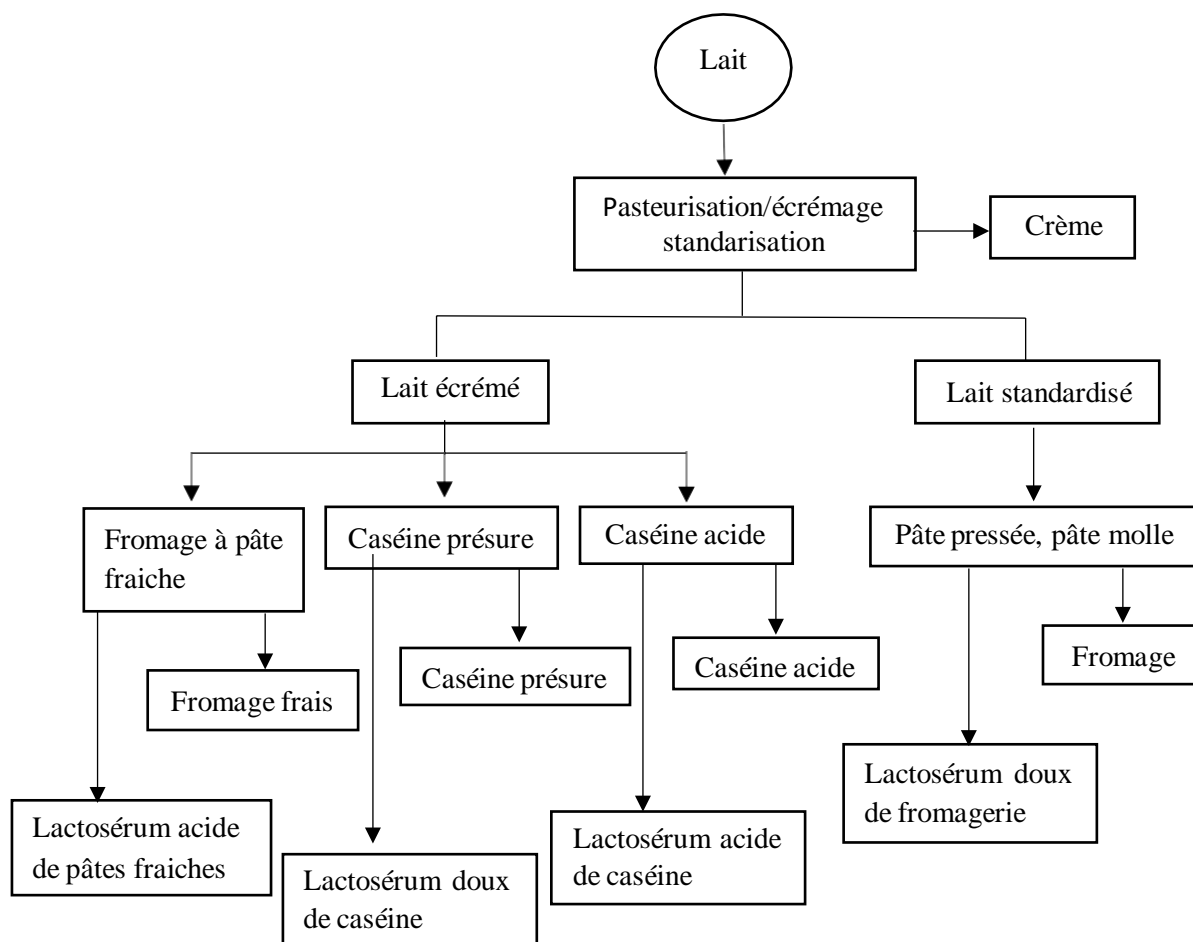 Lait
Pasteurisation/écrémage
standarisation
Crème
Lait écrémé
Lait standardisé
Fromage à pâte
fraiche
Caséine présure
Caséine acide
Pâte pressée, pâte molle
Fromage frais
Caséine présure
Caséine acide
Fromage
Lactosérum acide
de pâtes fraiches
Lactosérum doux
de caséine
Lactosérum acide
de caséine
Lactosérum doux
de fromagerie